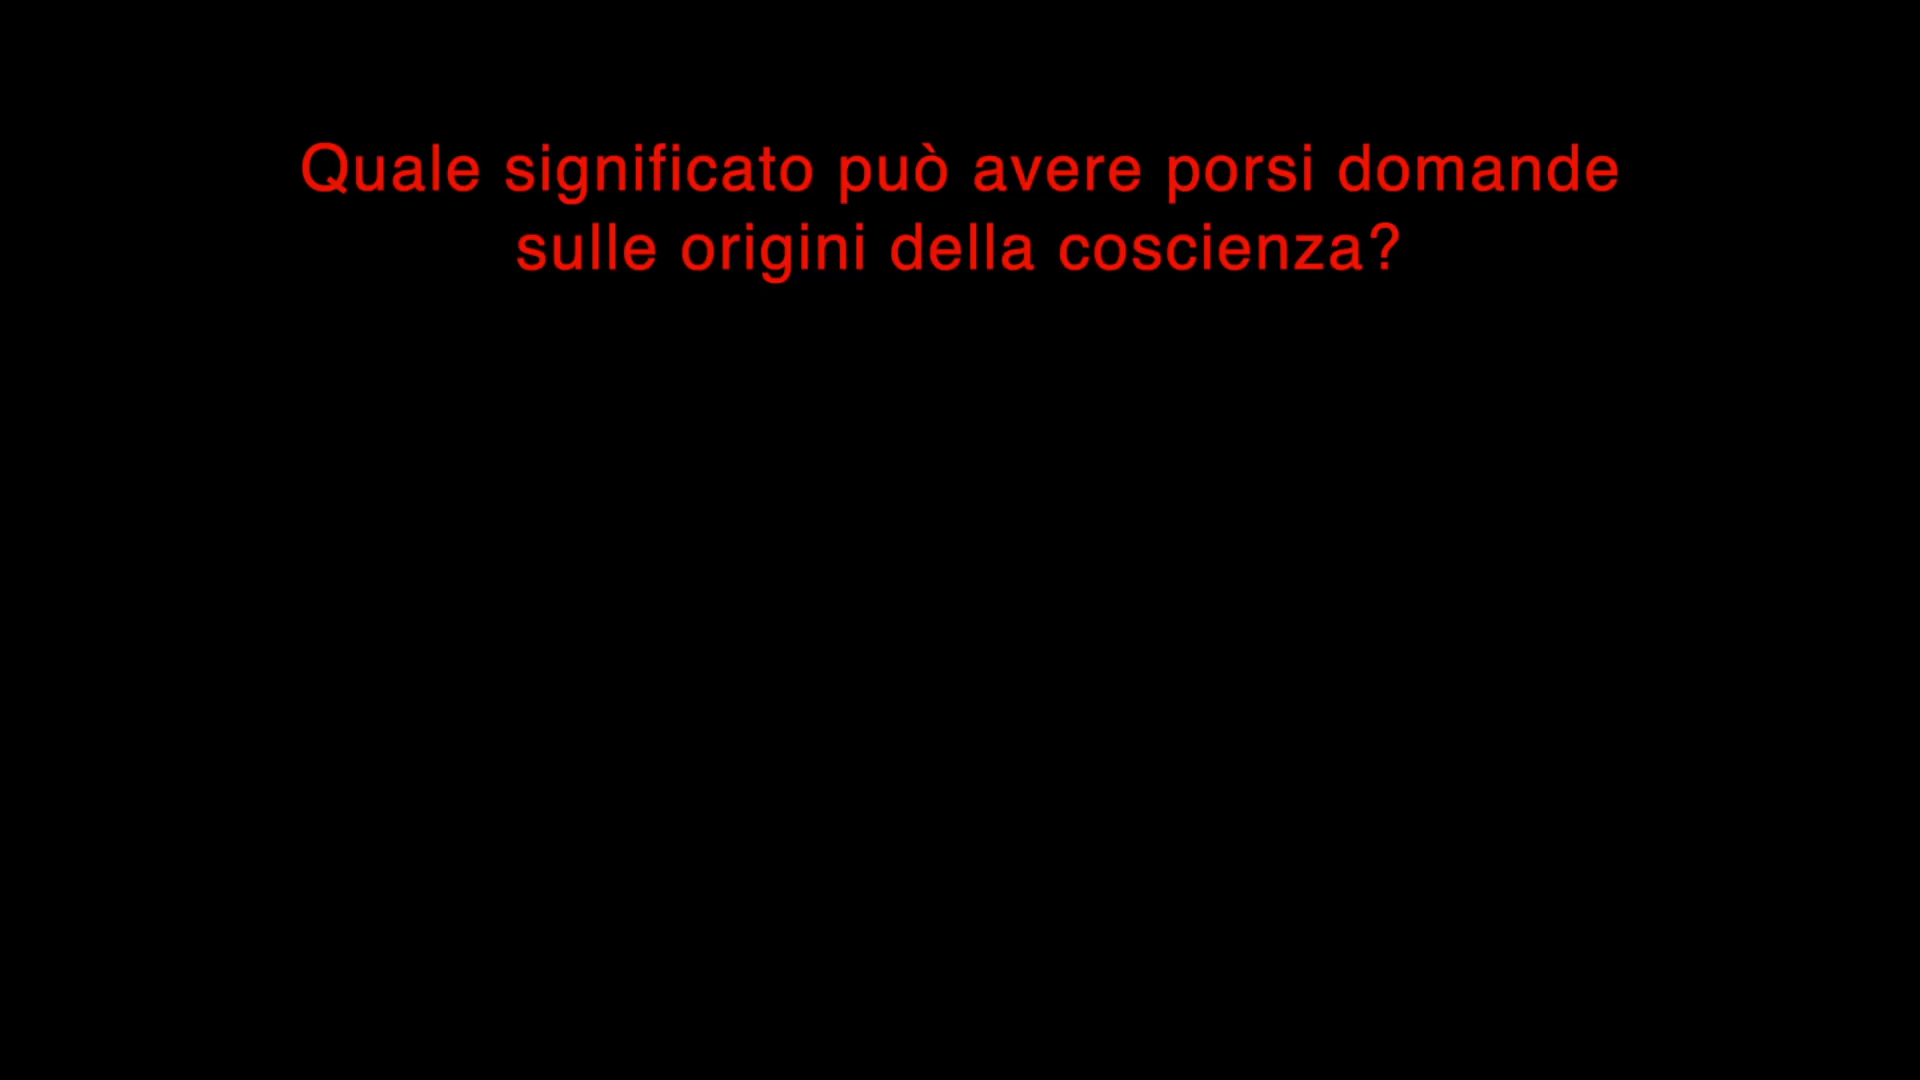 Quale significato può avere porsi domande
sulle origini della coscienza?